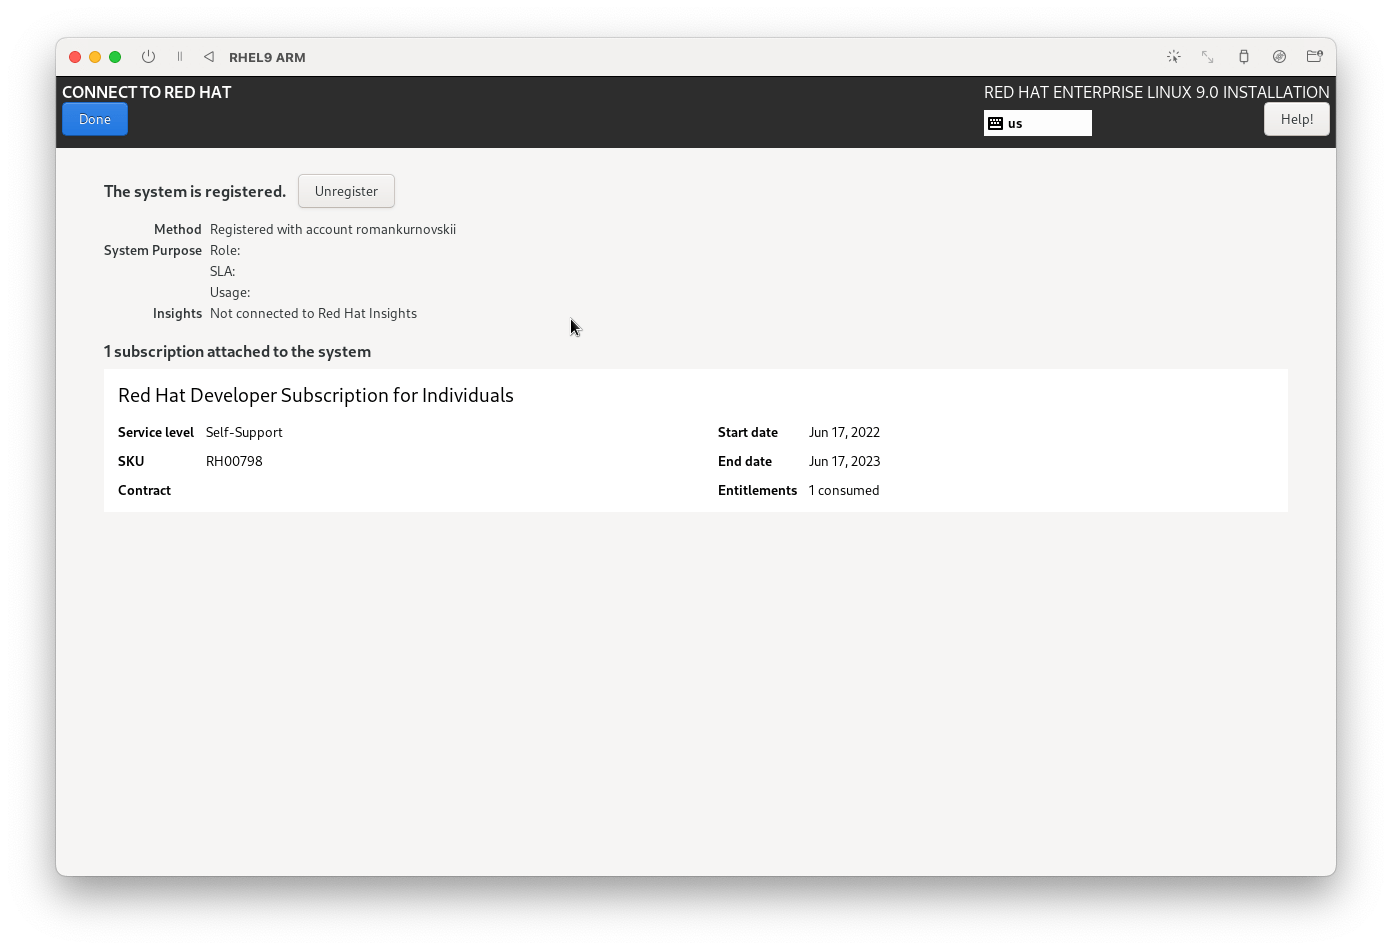 RHEL9 ARM
CONNECT TO RED HAT
RED HAT ENTERPRISE LINUX 9.0 INSTALLATION
Done
us
Help!
The system is registered.
Unregister
Method Registered with account romankurnovskii
System Purpose Role:
SLA:
Usage:
Insights Not connected to Red Hat Insights
1 subscription attached to the system
Red Hat Developer Subscription for Individuals
Service level Self-Support
Start date Jun 17, 2022
SKU RH00798
End date Jun 17, 2023
Contract
Entitlements 1 consumed